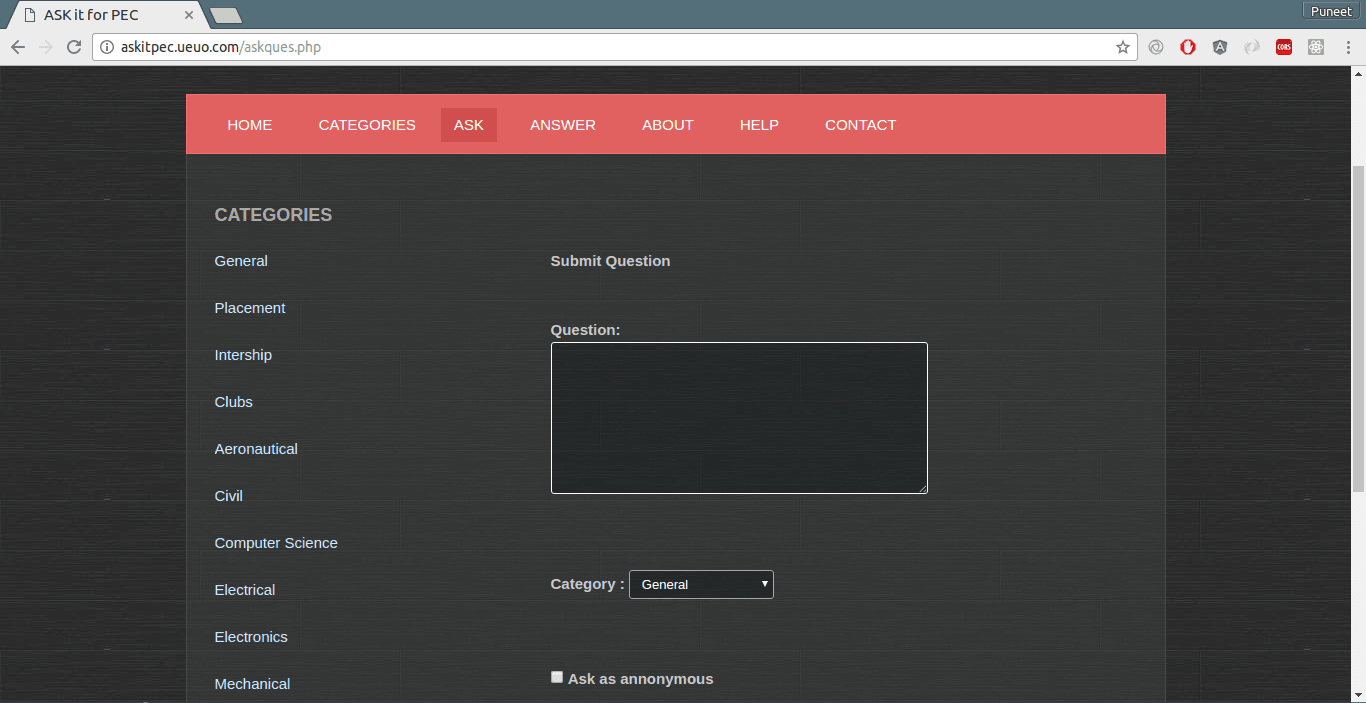 ASK it for PEC
Puneet
askitpec.ueuo.com/askques.php
CORS
HOME CATEGORIES ASK ANSWER ABOUT HELP CONTACT
CATEGORIES
General
Placement
Intership
Clubs
Aeronautical
Civil
Computer Science
Electrical
Electronics
Mechanical
Submit Question
Question:
Category : General
Ask as annonymous